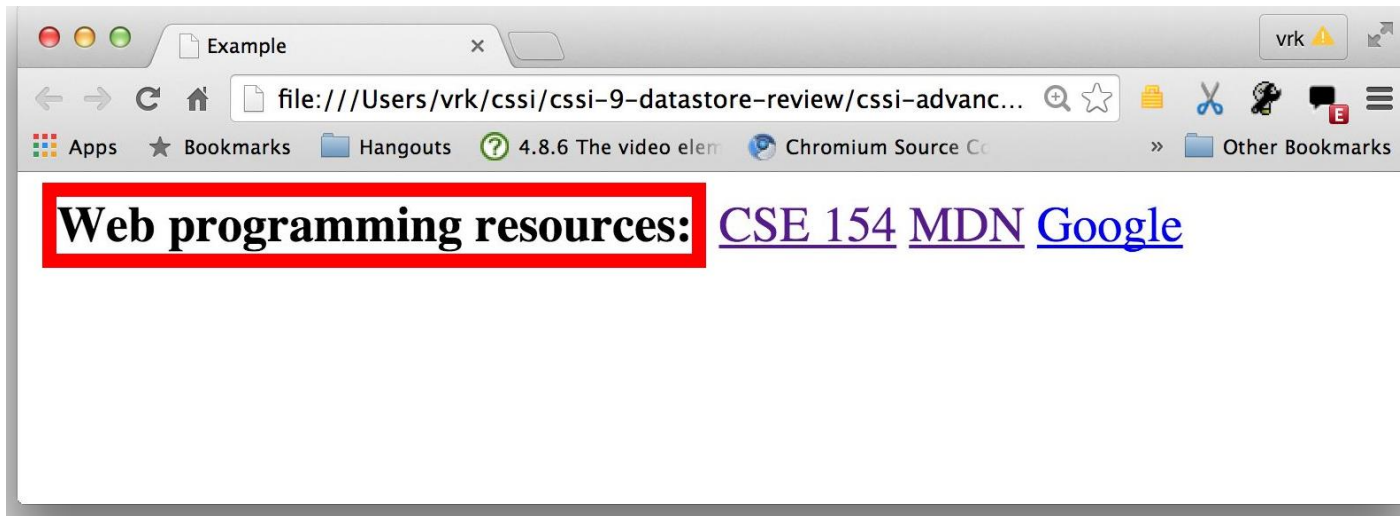 Example
vrk
file:///Users/vrk/cssi/cssi-9-datastore-review/cssi-advanc...
Apps Bookmarks Hangouts 4.8.6 The video elem Chromium Source Co » Other Bookmarks
E
Web programming resources: CSE 154 MDN Google